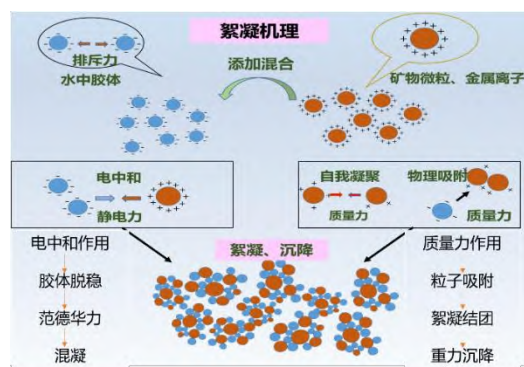 絮凝机理
排斥力
水中胶体
添加混合
矿物微粒、金属离子
电中和
静电力
自我凝聚
质量力
物理吸附
质量力
电中和作用
胶体脱稳
范德华力
混凝
絮凝、沉降
质量力作用
粒子吸附
絮凝结团
重力沉降